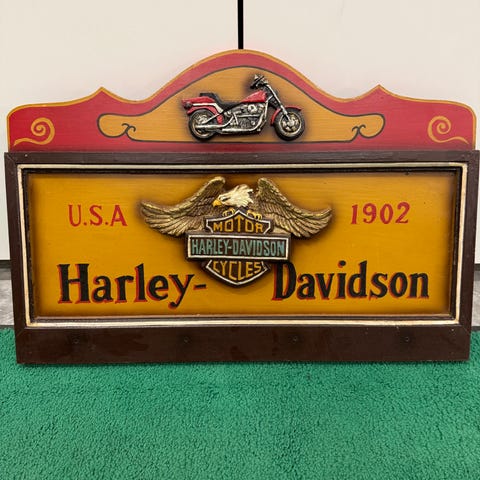 U.S.A 1902
MOTOR
HARLEY-DAVIDSON
CYCLES
Harley-Davidson